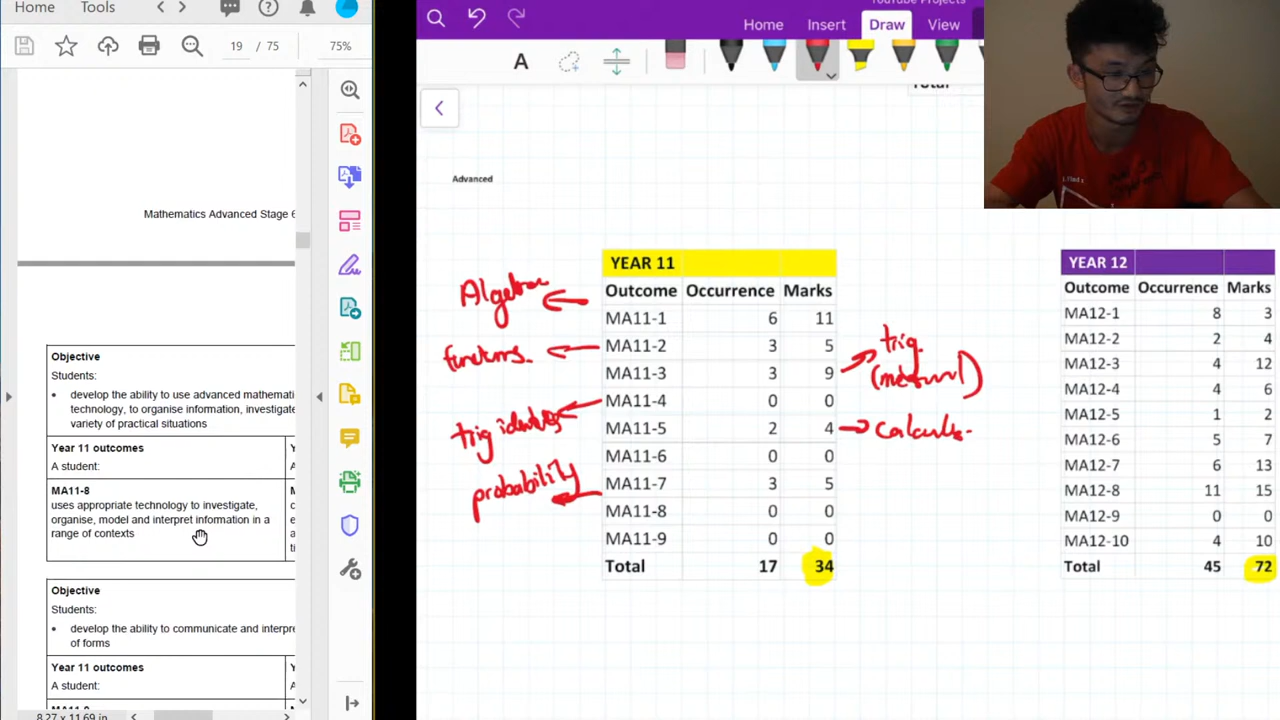 Home Tools
19 / 75 75%
Mathematics Advanced Stage 6
Objective
Students:
• develop the ability to use advanced mathemati
technology, to organise information, investigate
variety of practical situations
Year 11 outcomes
A student:
MA11-8
uses appropriate technology to investigate,
organise, model and interpret information in a
range of contexts
Objective
Students:
• develop the ability to communicate and interpre
of forms
Year 11 outcomes
A student:
8.27 x 11.69 in
YouTube Projects
Home Insert Draw View
Total
Advanced
YEAR 11
Outcome Occurrence Marks
MA11-1 6 11
MA11-2 3 5
MA11-3 3 9
MA11-4 0 0
MA11-5 2 4
MA11-6 0 0
MA11-7 3 5
MA11-8 0 0
MA11-9 0 0
Total 17 34
Algebra
functions.
trig identities
probability
trig.
calculus.
YEAR 12
Outcome Occurrence Marks
MA12-1 8 3
MA12-2 2 4
MA12-3 4 12
MA12-4 4 6
MA12-5 1 2
MA12-6 5 7
MA12-7 6 13
MA12-8 11 15
MA12-9 0 0
MA12-10 4 10
Total 45 72